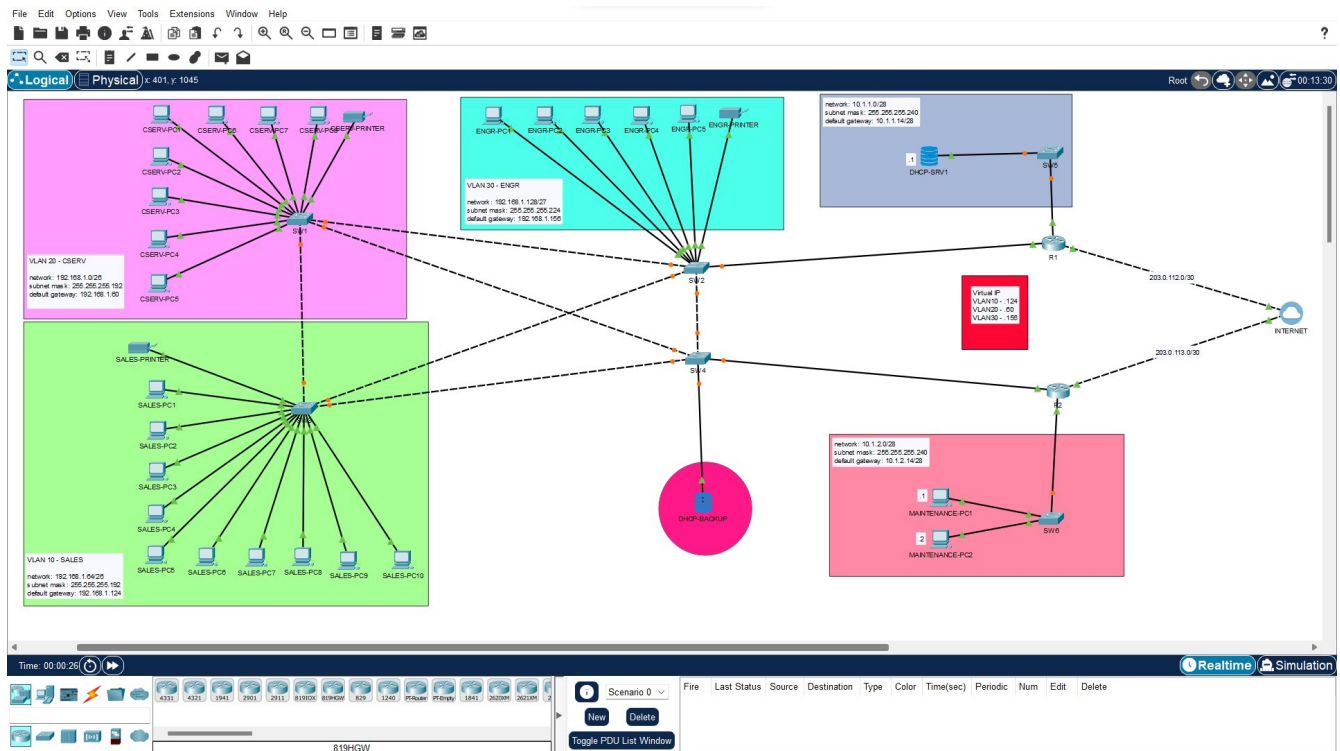 File Edit Options View Tools Extensions Window Help
?
Logical
Physical
x: 401, y: 1045
Root
00:13:30
CSERV-PC7
CSERV-PC2
CSERV-PC3
CSERV-PC4
CSERV-PC5
SW1
VLAN 20 - CSERV
network: 192.168.1.0/26
subnet mask: 255.255.255.192
default gateway: 192.168.1.60
ENGR-PC1
ENGR-PC2
ENGR-PC3
ENGR-PC4
ENGR-PC5
ENGR-PRINTER
VLAN 30 - ENGR
network: 192.168.1.128/27
subnet mask: 255.255.255.224
default gateway: 192.168.1.156
SW2
network: 10.1.1.0/28
subnet mask: 255.255.255.240
default gateway: 10.1.1.14/28
.1
DHCP-SRV1
SW5
R1
203.0.112.0/30
Virtual IP
VLAN10 - .124
VLAN20 - .60
VLAN30 - .156
INTERNET
203.0.113.0/30
R2
SALES-PRINTER
SALES-PC1
SALES-PC2
SALES-PC3
SALES-PC4
SALES-PC5
SALES-PC6
SALES-PC7
SALES-PC8
SALES-PC9
SALES-PC10
VLAN 10 - SALES
network: 192.168.1.64/26
subnet mask: 255.255.255.192
default gateway: 192.168.1.124
SW4
DHCP-BACKUP
network: 10.1.2.0/28
subnet mask: 255.255.255.240
default gateway: 10.1.2.14/28
.1
MAINTENANCE-PC1
.2
MAINTENANCE-PC2
SW6
Time: 00:00:26
Realtime
Simulation
4331 4321 1941 2901 2911 819IOX 819HGW 829 1240 PT-Router PT-Empty 1841 2620XM 2621XM
819HGW
Scenario 0
New
Delete
Toggle PDU List Window
Fire Last Status Source Destination Type Color Time(sec) Periodic Num Edit Delete